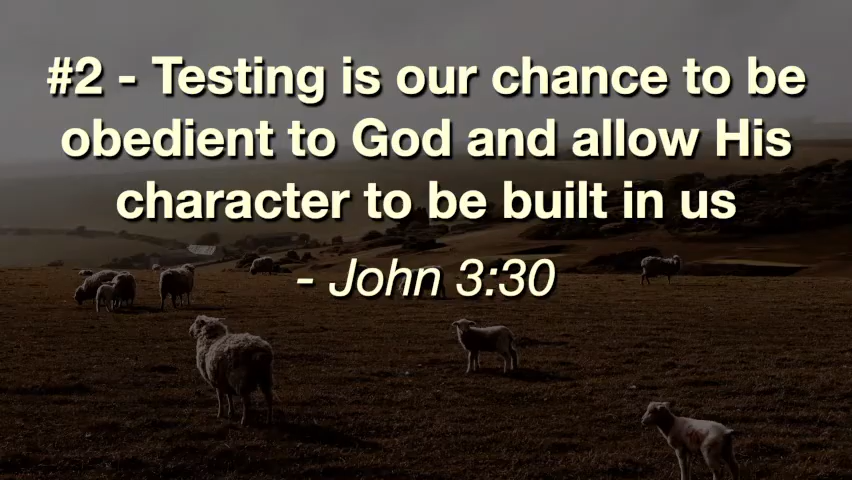 #2 - Testing is our chance to be
obedient to God and allow His
character to be built in us
- John 3:30